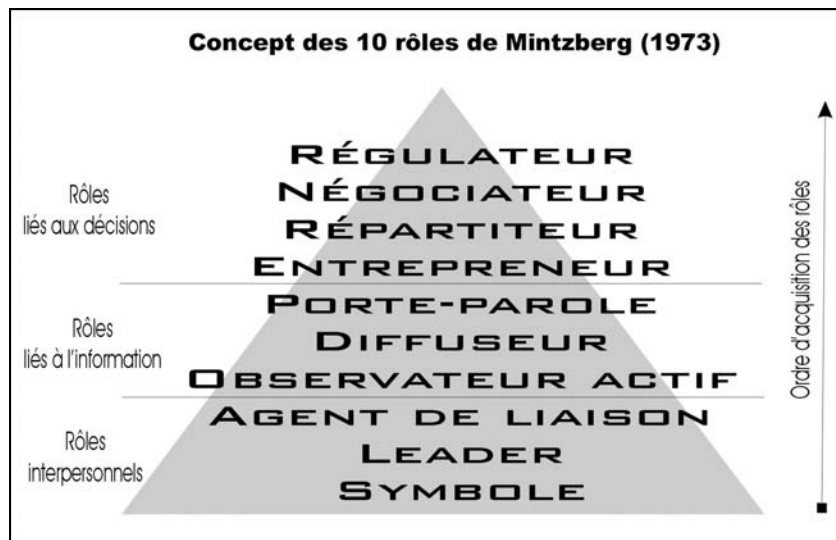 Concept des 10 rôles de Mintzberg (1973)
RÉGULATEUR
NÉGOCIATEUR
RÉPARTITEUR
ENTREPRENEUR
Rôles
liés aux décisions
PORTE-PAROLE
DIFFUSEUR
OBSERVATEUR ACTIF
Rôles
liés à l'information
AGENT DE LIAISON
LEADER
SYMBOLE
Rôles
interpersonnels
Ordre d'acquisition des rôles